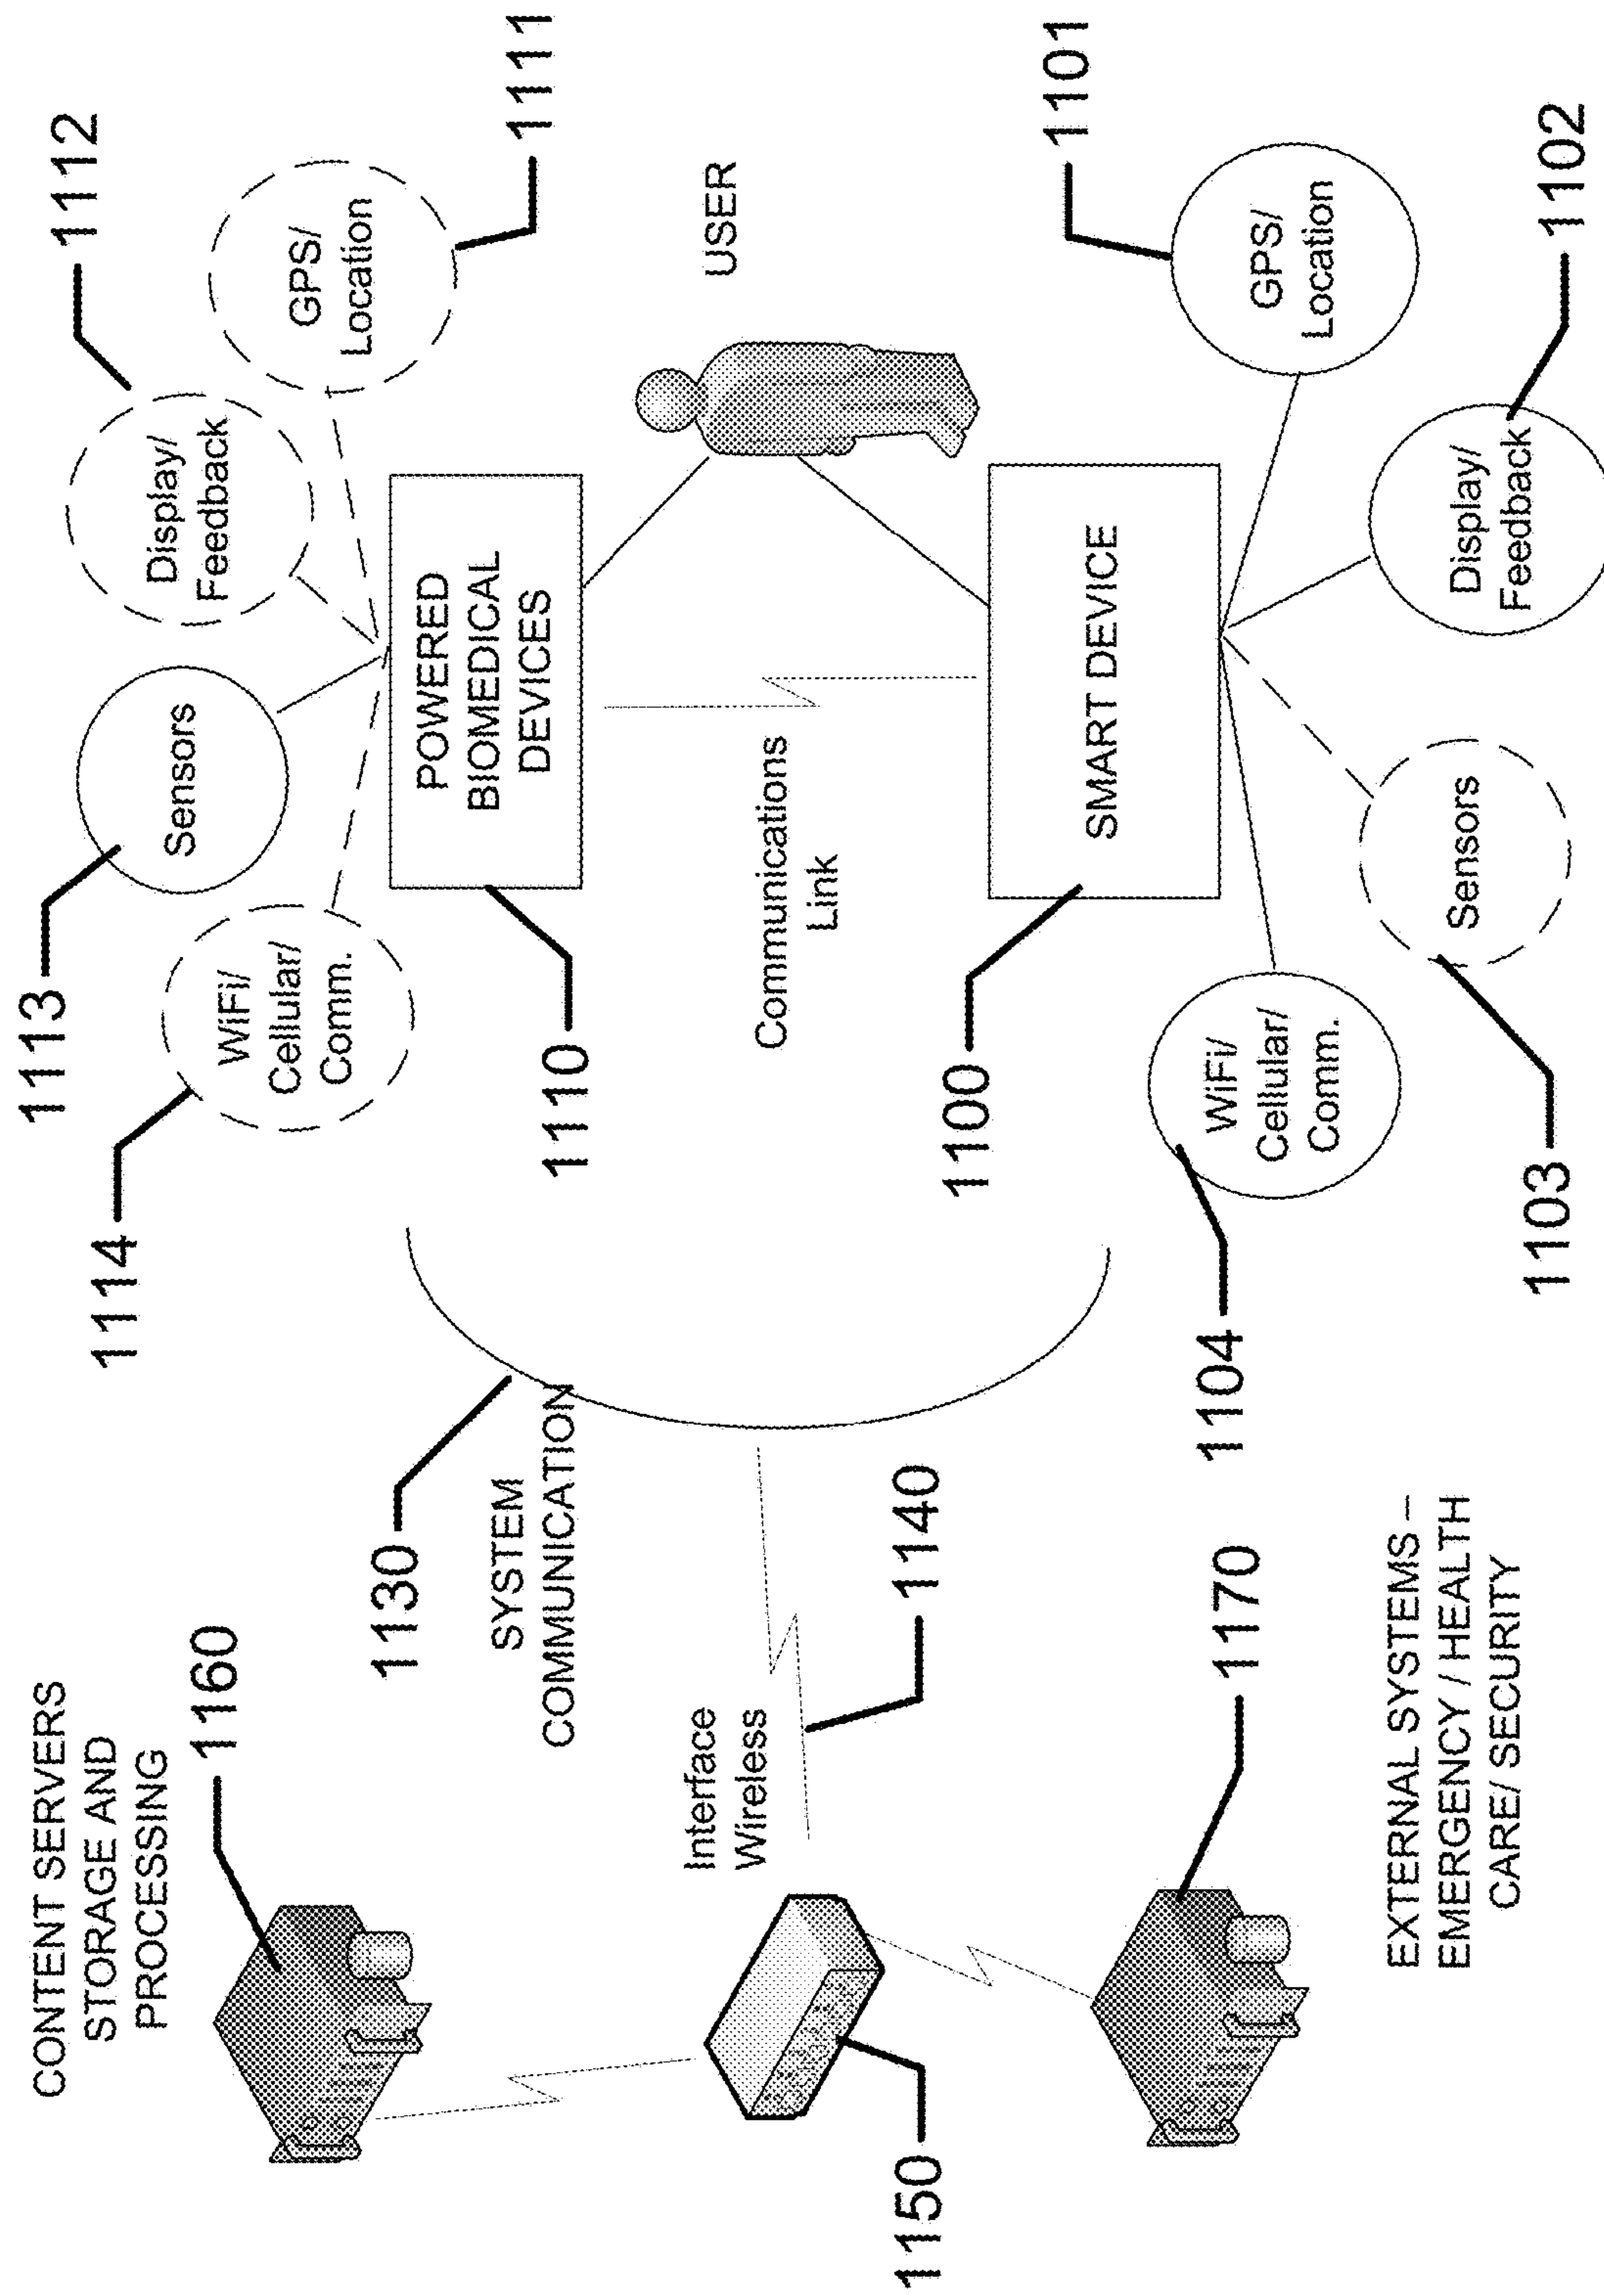 CONTENT SERVERS
STORAGE AND
PROCESSING
1160
1114
1113
1112
WiFi/
Cellular/
Comm.
Sensors
Display/
Feedback
GPS/
Location
1111
1130
SYSTEM
COMMUNICATION
1110
POWERED
BIOMEDICAL
DEVICES
USER
Interface
Wireless
Communications
Link
1150
1140
1100
SMART DEVICE
1101
1170
1104
WiFi/
Cellular/
Comm.
GPS/
Location
EXTERNAL SYSTEMS –
EMERGENCY / HEALTH
CARE/ SECURITY
1103
Sensors
Display/
Feedback
1102